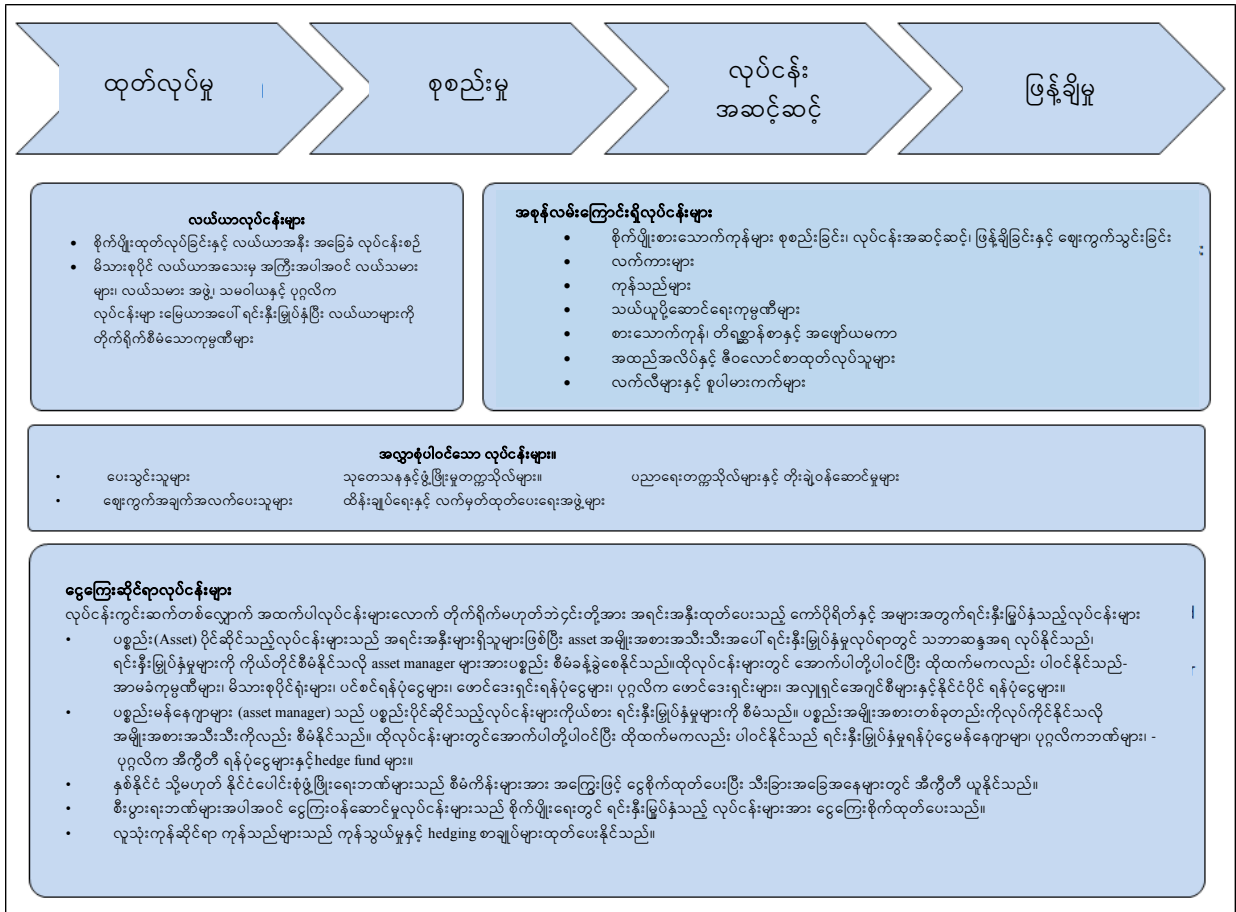 ထုတ်လုပ်မှု
စုစည်းမှု
လုပ်ငန်း
အဆင့်ဆင့်
ဖြန့်ချိမှု
လယ်ယာလုပ်ငန်းများ
• စိုက်ပျိုးထုတ်လုပ်ခြင်းနှင့် လယ်ယာအနီး အခြေခံ လုပ်ငန်းစဉ်
• မိသားစုပိုင် လယ်ယာအသေးမှ အကြီးအပါအဝင် လယ်သမား
များ၊ လယ်သမား အဖွဲ့၊ သမဝါယနှင့် ပုဂ္ဂလိက
လုပ်ငန်းမျာ းမြေယာအပေါ် ရင်းနှီးမြှုပ်နှံပြီး လယ်ယာများကို
တိုက်ရိုက်စီမံသောကုမ္ပဏီများ
အစုန်လမ်းကြောင်းရှိလုပ်ငန်းများ
• စိုက်ပျိုးစားသောက်ကုန်များ စုစည်းခြင်း၊ လုပ်ငန်းအဆင့်ဆင့်၊ ဖြန့်ချိခြင်းနှင့် ဈေးကွက်သွင်းခြင်း
• လက်ကားများ
• ကုန်သည်များ
• သယ်ယူပို့ဆောင်ရေးကုမ္ပဏီများ
• စားသောက်ကုန်၊ တိရစ္ဆာန်စာနှင့် အဖျော်ယမကာ
• အထည်အလိပ်နှင့် ဇီဝလောင်စာထုတ်လုပ်သူများ
• လက်လီများနှင့် စူပါမားကက်များ
အလွှာစုံပါဝင်သော လုပ်ငန်းများ။
• ပေးသွင်းသူများ သုတေသနနှင့်ဖွံ့ဖြိုးမှုတက္ကသိုလ်များ။ ပညာရေးတက္ကသိုလ်များနှင့် တိုးချဲ့ဝန်ဆောင်မှုများ
• ဈေးကွက်အချက်အလက်ပေးသူများ ထိန်းချုပ်ရေးနှင့် လက်မှတ်ထုတ်ပေးရေးအဖွဲ့များ
ငွေကြေးဆိုင်ရာလုပ်ငန်းများ
လုပ်ငန်းကွင်းဆက်တစ်လျှောက် အထက်ပါလုပ်ငန်းများလောက် တိုက်ရိုက်မဟုတ်ဘဲ၄င်းတို့အား အရင်းအနှီးထုတ်ပေးသည့် ကော်ပိုရိတ်နှင့် အများအတွက်ရင်းနှီးမြှုပ်နှံသည့်လုပ်ငန်းများ
• ပစ္စည်း(Asset) ပိုင်ဆိုင်သည့်လုပ်ငန်းများသည် အရင်းအနှီးများရှိသူများဖြစ်ပြီး asset အမျိုးအစားအသီးသီးအပေါ် ရင်းနှီးမြှုပ်နှံမှုလုပ်ရာတွင် သဘာဆန္ဒအရ လုပ်နိုင်သည်၊
ရင်းနှီးမြှုပ်နှံမှုများကို ကိုယ်တိုင်စီမံနိုင်သလို asset manager များအားပစ္စည်း စီမံခန့်ခွဲစေနိုင်သည်။ထိုလုပ်ငန်းများတွင် အောက်ပါတို့ပါဝင်ပြီး ထိုထက်မကလည်း ပါဝင်နိုင်သည်-
အာမခံကုမ္ပဏီများ၊ မိသားစုပိုင်ရုံးများ၊ ပင်စင်ရန်ပုံငွေများ၊ ဖောင်ဒေးရှင်းရန်ပုံငွေများ၊ ပုဂ္ဂလိက ဖောင်ဒေးရှင်းများ၊ အလှူရှင်အေဂျင်စီများနှင့်နိုင်ငံပိုင် ရန်ပုံငွေများ။
• ပစ္စည်းမန်နေဂျာများ (asset manager) သည် ပစ္စည်းပိုင်ဆိုင်သည့်လုပ်ငန်းများကိုယ်စား ရင်းနှီးမြှုပ်နှံမှုများကို စီမံသည်။ ပစ္စည်းအမျိုးအစားတစ်ခုတည်းကိုလုပ်ကိုင်နိုင်သလို
အမျိုးအစားအသီးသီးကိုလည်း စီမံနိုင်သည်။ ထိုလုပ်ငန်းများတွင်အောက်ပါတို့ပါဝင်ပြီး ထိုထက်မကလည်း ပါဝင်နိုင်သည် ရင်းနှီးမြှုပ်နှံမှုရန်ပုံငွေမန်နေဂျာမျာ၊ ပုဂ္ဂလိကဘဏ်များ၊ -
ပုဂ္ဂလိက အီကွီတီ ရန်ပုံငွေများနှင့်hedge fund များ။
• နှစ်နိုင်ငံ သို့မဟုတ် နိုင်ငံပေါင်းစုံဖွံ့ဖြိုးရေးဘဏ်များသည် စီမံကိန်းများအား အကြွေးဖြင့် ငွေစိုက်ထုတ်ပေးပြီး သီးခြားအခြေအနေများတွင် အီကွီတီ ယူနိုင်သည်။
• စီးပွားရးဘဏ်များအပါအဝင် ငွေကြေးဝန်ဆောင်မှုလုပ်ငန်းများသည် စိုက်ပျိုးရေးတွင် ရင်းနှီးမြှုပ်နှံသည့် လုပ်ငန်းများအား ငွေကြေးစိုက်ထုတ်ပေးသည်။
• လူသုံးကုန်ဆိုင်ရာ ကုန်သည်များသည် ကုန်သွယ်မှုနှင့် hedging စာချုပ်များထုတ်ပေးနိုင်သည်။